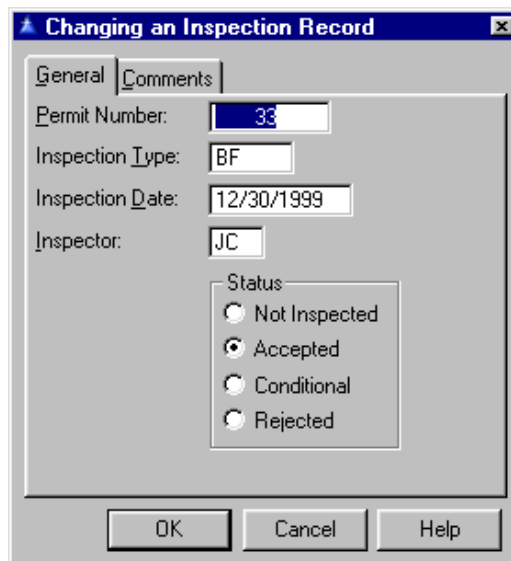 Changing an Inspection Record
General Comments
Permit Number: 33
Inspection Type: BF
Inspection Date: 12/30/1999
Inspector: JC
Status
Not Inspected
Accepted
Conditional
Rejected
OK Cancel Help